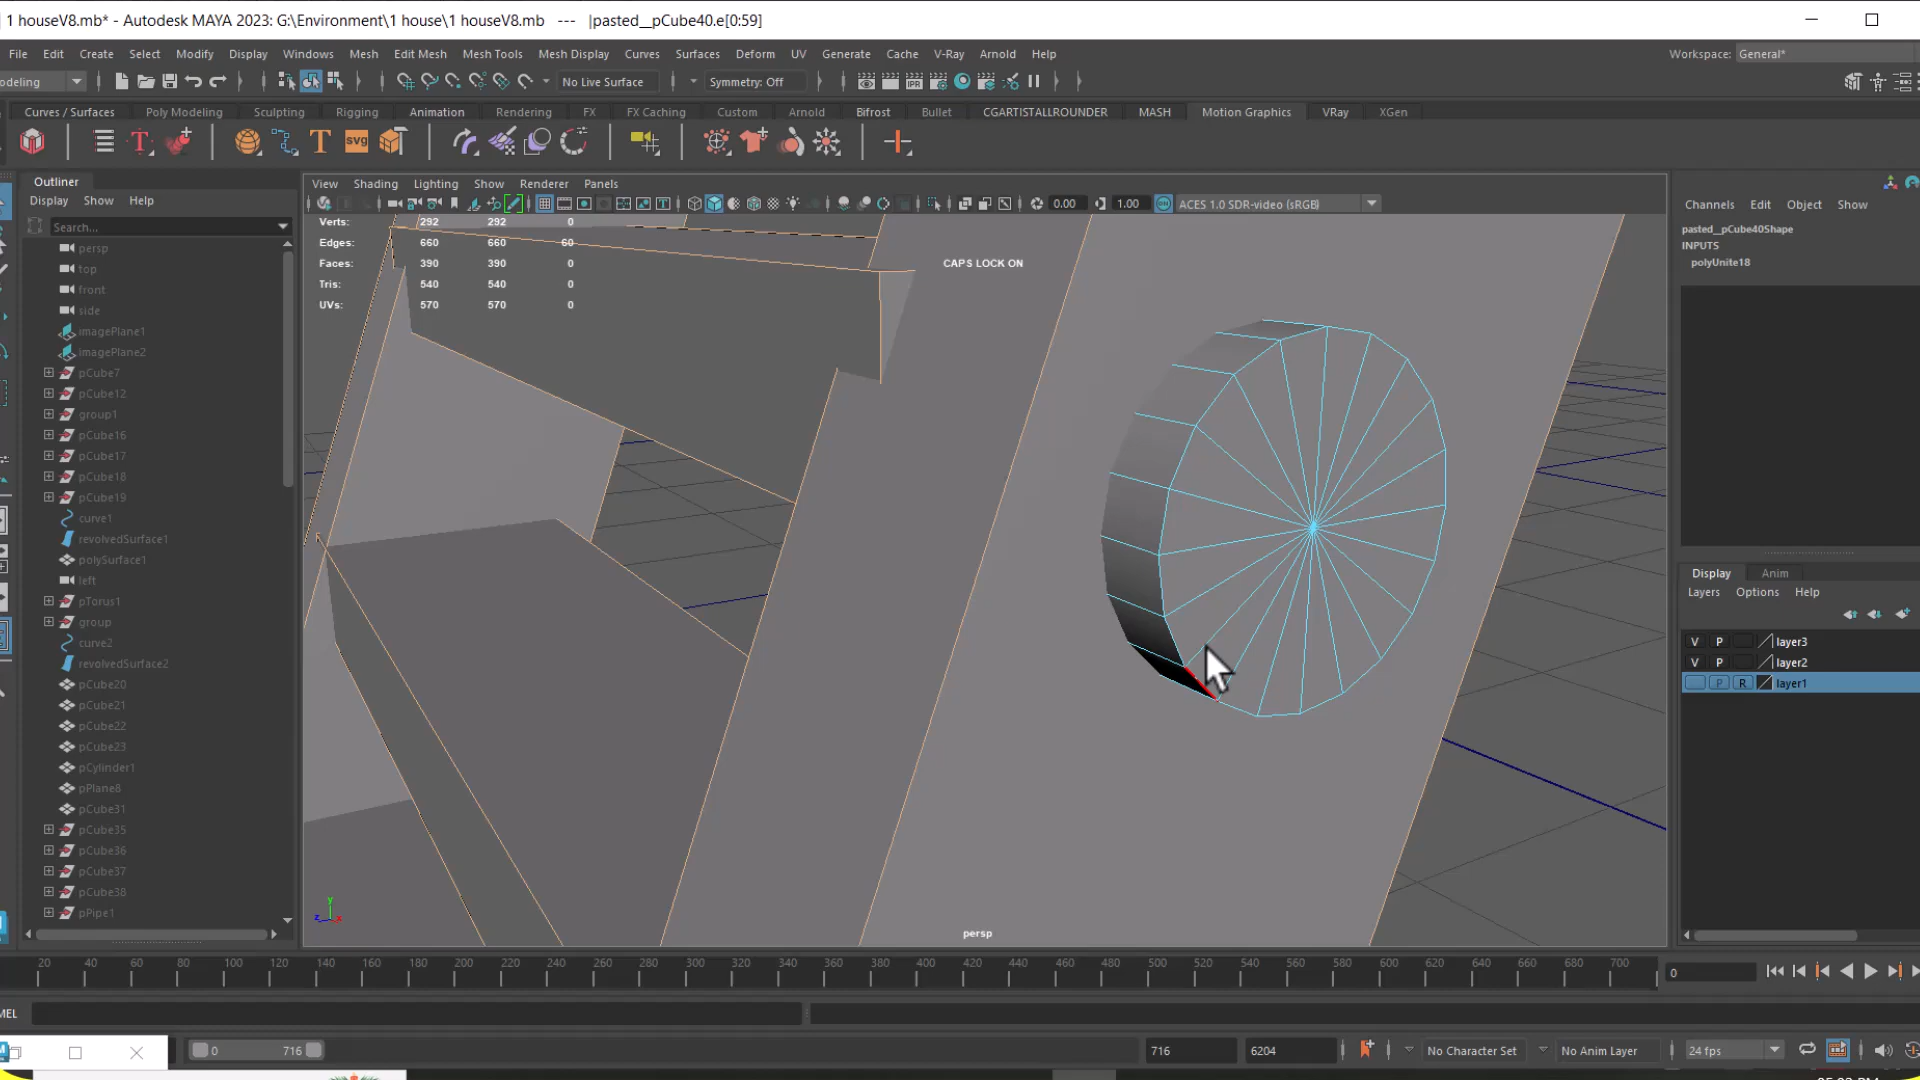 1 houseV8.mb* - Autodesk MAYA 2023: G:\Environment\1 house\1 houseV8.mb --- |pasted__pCube40.e[0:59]
File Edit Create Select Modify Display Windows Mesh Edit Mesh Mesh Tools Mesh Display Curves Surfaces Deform UV Generate Cache V-Ray Arnold Help
Workspace: General*
odeling No Live Surface Symmetry: Off
Curves / Surfaces Poly Modeling Sculpting Rigging Animation Rendering FX FX Caching Custom Arnold Bifrost Bullet CGARTISTALLROUNDER MASH Motion Graphics VRay XGen
Outliner
Display Show Help
Search...
persp
top
front
side
imagePlane1
imagePlane2
pCube7
pCube12
group1
pCube16
pCube17
pCube18
pCube19
curve1
revolvedSurface1
polySurface1
left
pTorus1
group
curve2
revolvedSurface2
pCube20
pCube21
pCube22
pCube23
pCylinder1
pPlane8
pCube31
pCube35
pCube36
pCube37
pCube38
pPipe1
View Shading Lighting Show Renderer Panels
0.00 1.00 ACES 1.0 SDR-video (sRGB)
Verts: 292 292 0
Edges: 660 660 60
Faces: 390 390 0
Tris: 540 540 0
UVs: 570 570 0
CAPS LOCK ON
y
z x
persp
Channels Edit Object Show
pasted__pCube40Shape
INPUTS
polyUnite18
Display Anim
Layers Options Help
V P layer3
V P layer2
P R layer1
20 40 60 80 100 120 140 160 180 200 220 240 260 280 300 320 340 360 380 400 420 440 460 480 500 520 540 560 580 600 620 640 660 680 700
0
MEL
0 716 716 6204 No Character Set No Anim Layer 24 fps